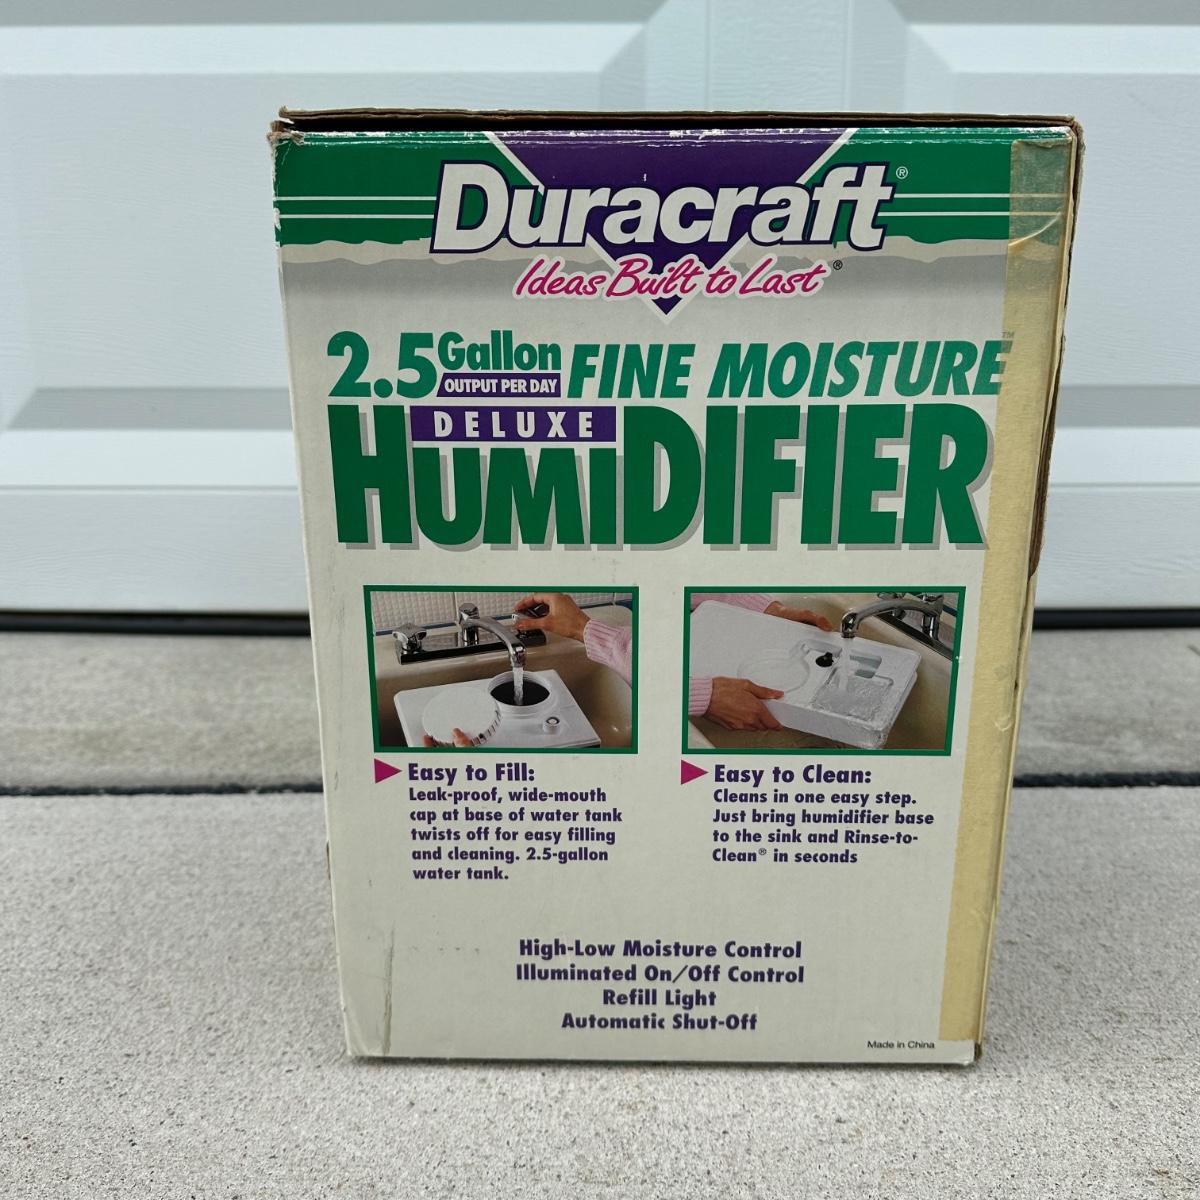 Duracraft®
Ideas Built to Last®
2.5 Gallon FINE MOISTURE™
OUTPUT PER DAY
DELUXE
HUMIDIFIER
Easy to Fill:
Leak-proof, wide-mouth
cap at base of water tank
twists off for easy filling
and cleaning. 2.5-gallon
water tank.
Easy to Clean:
Cleans in one easy step.
Just bring humidifier base
to the sink and Rinse-to-
Clean® in seconds
High-Low Moisture Control
Illuminated On/Off Control
Refill Light
Automatic Shut-Off
Made in China